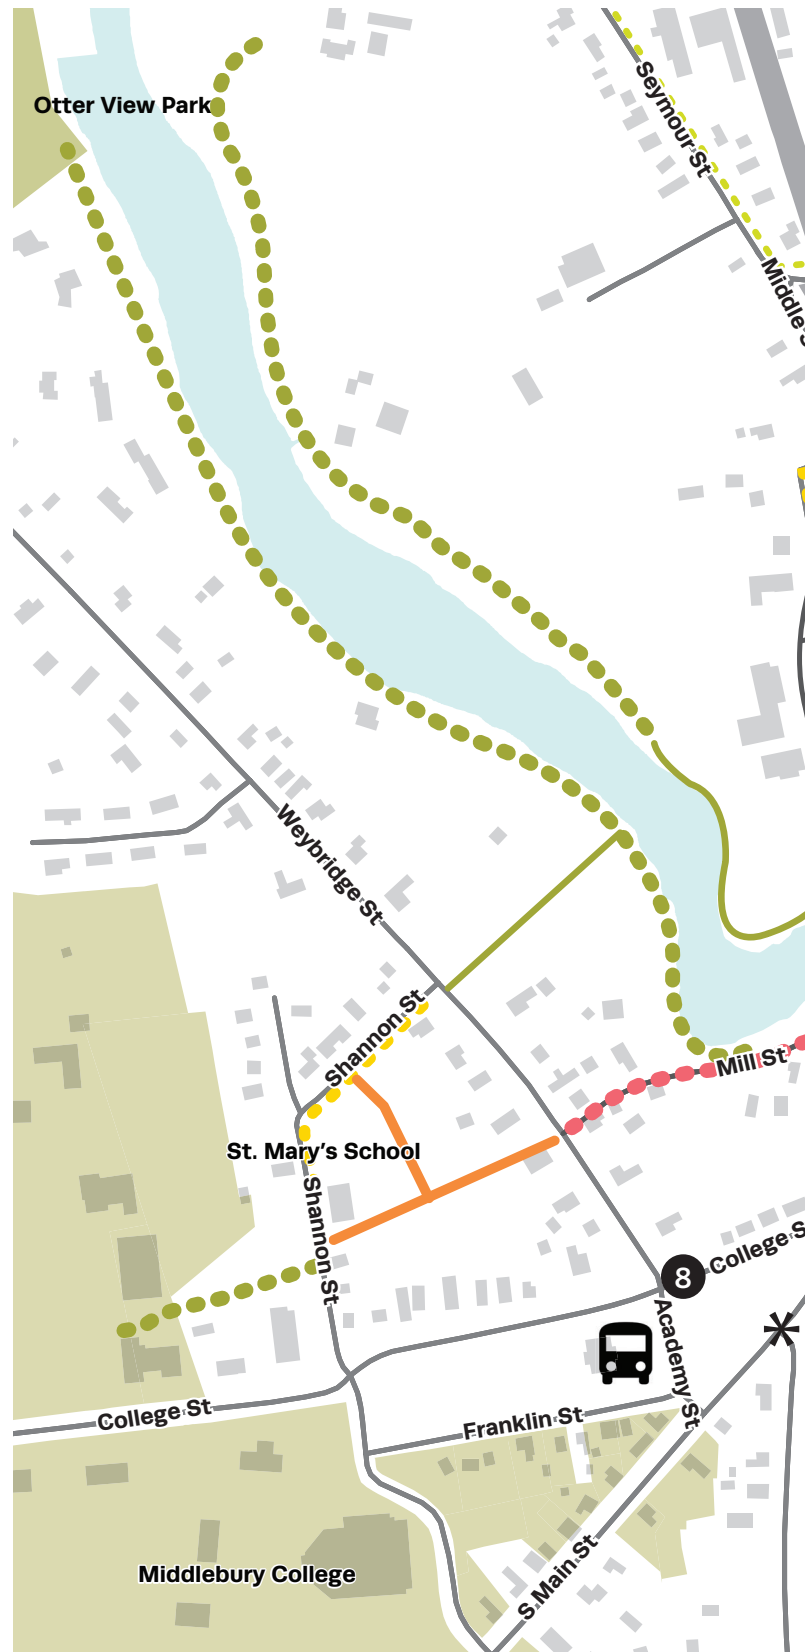 Otter View Park
Seymour St
Middle S
Weybridge St
Shannon St
Mill St
St. Mary's School
Shannon St
8
College S
Academy St
College St
Franklin St
S Main St
Middlebury College